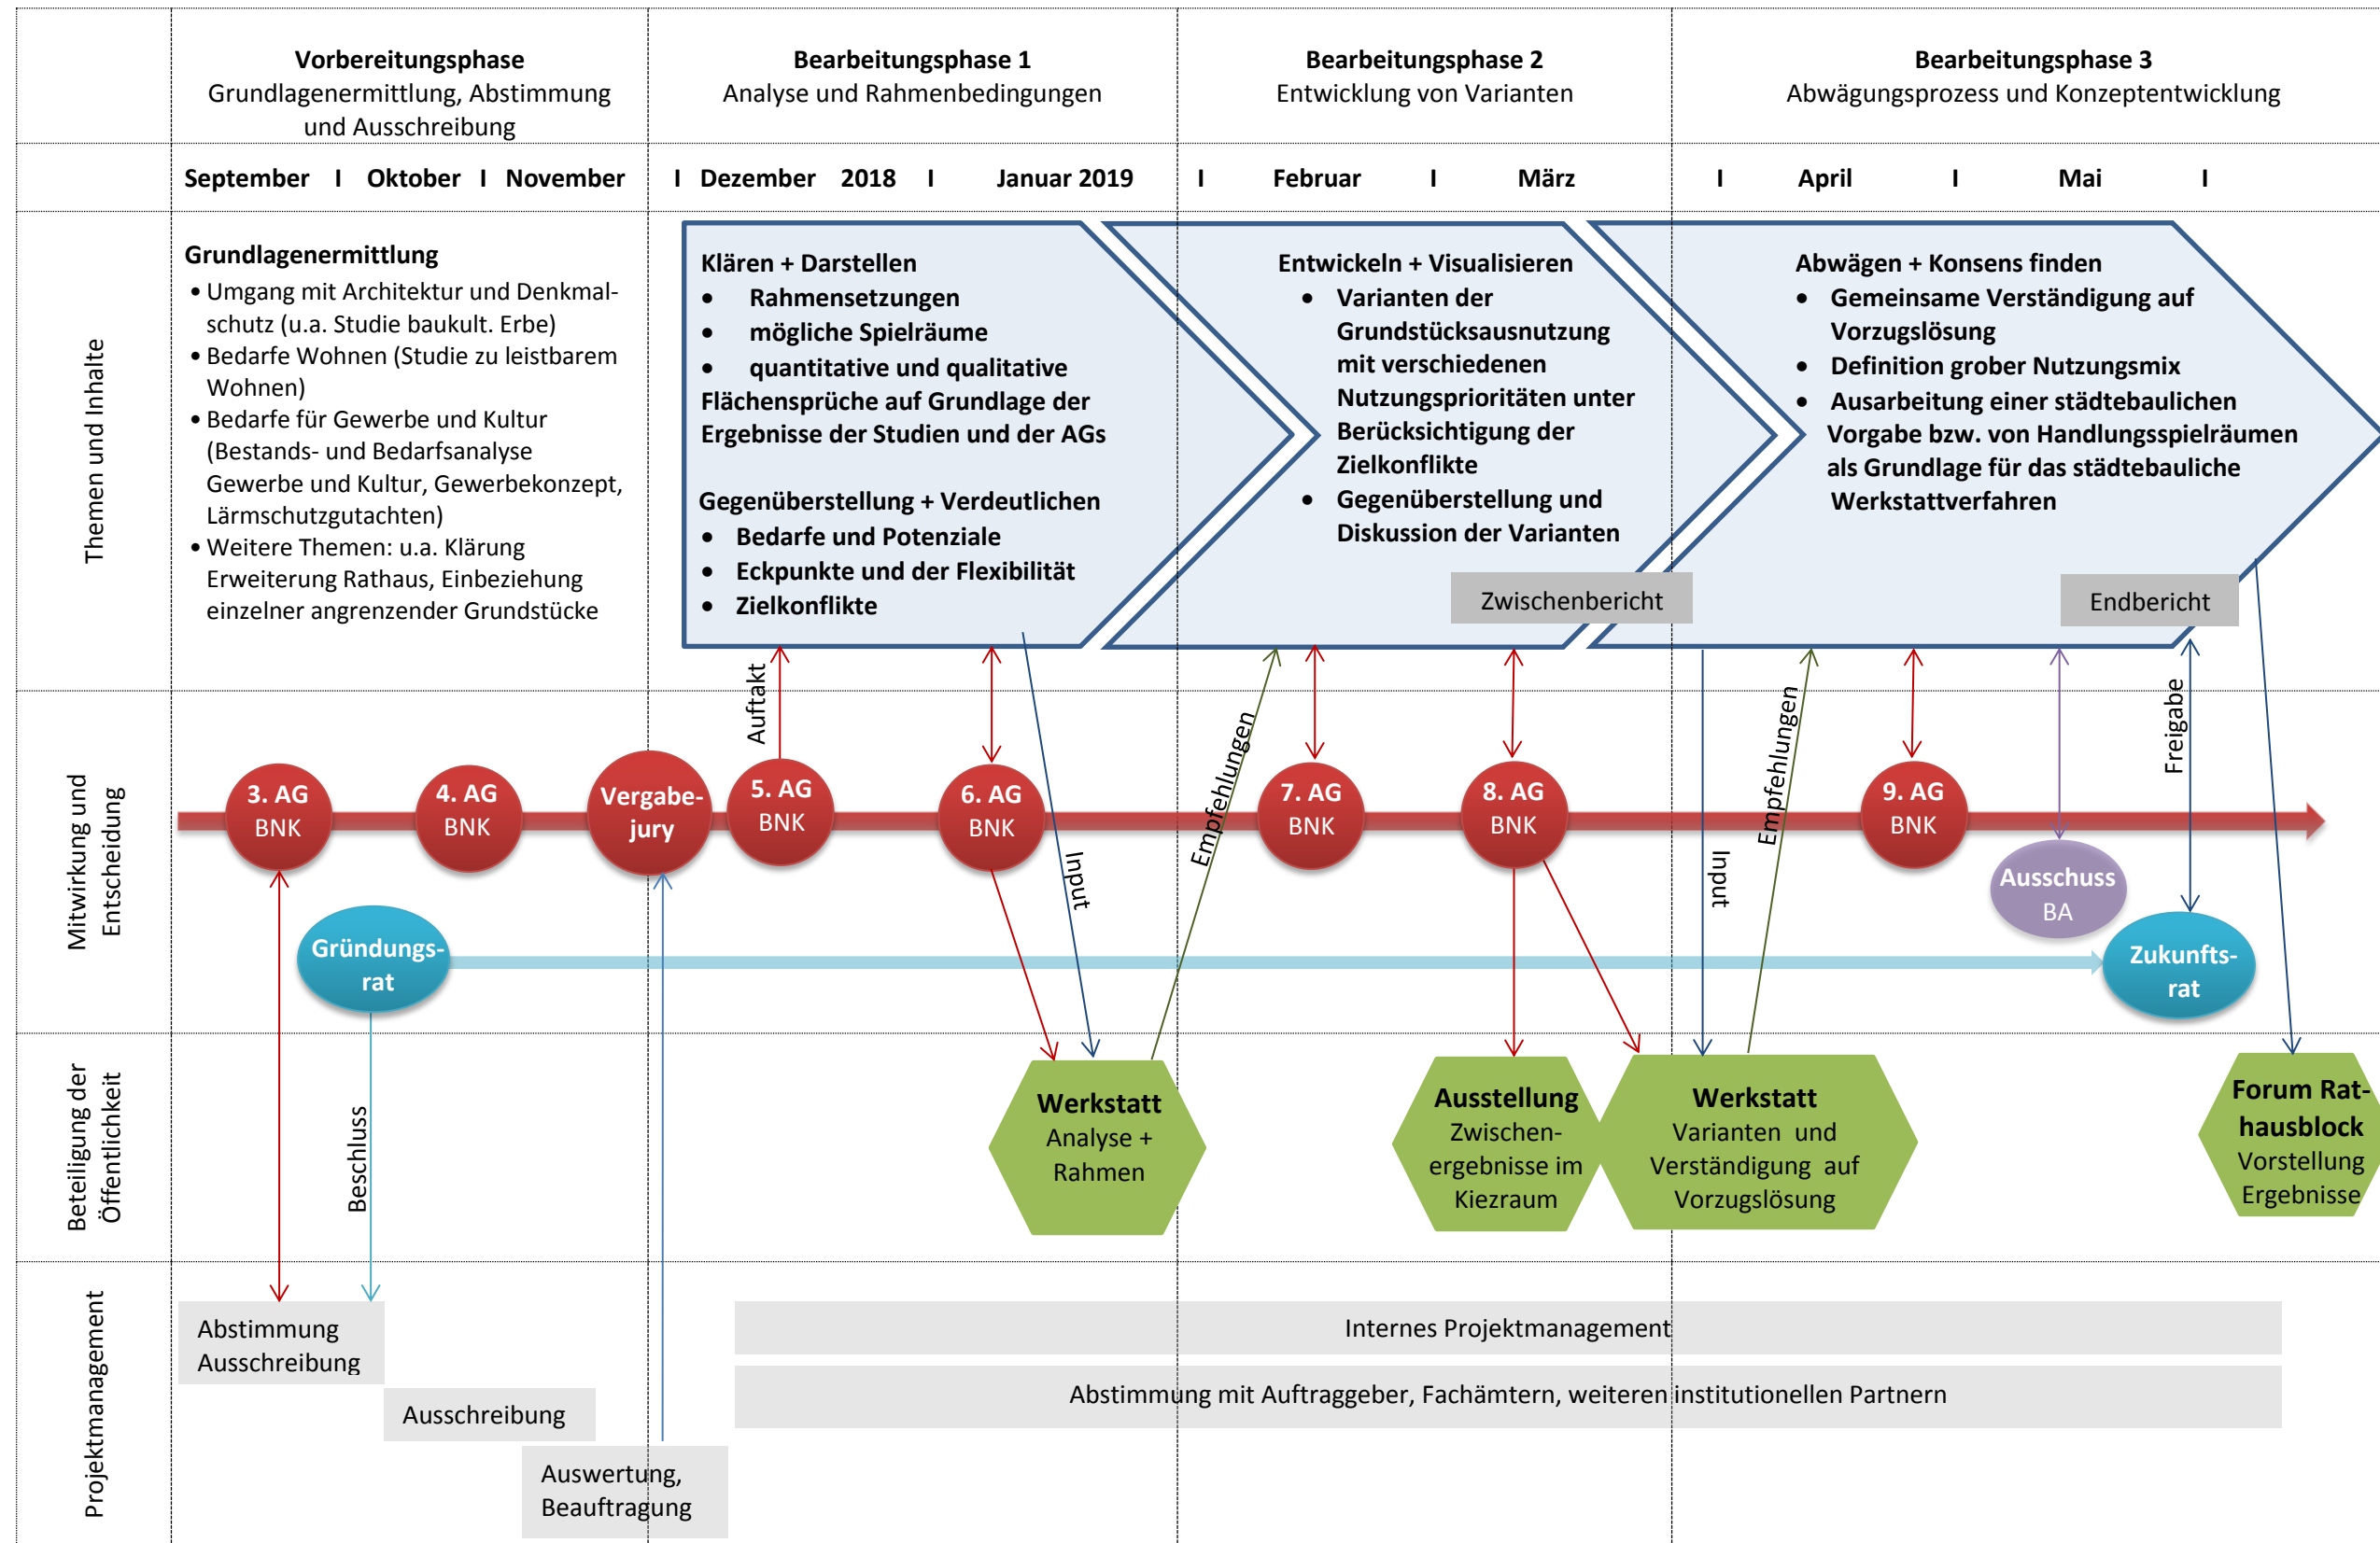 Vorbereitungsphase
Grundlagenermittlung, Abstimmung
und Ausschreibung
Bearbeitungsphase 1
Analyse und Rahmenbedingungen
Bearbeitungsphase 2
Entwicklung von Varianten
Bearbeitungsphase 3
Abwägungsprozess und Konzeptentwicklung
September I Oktober I November I Dezember 2018 I Januar 2019 I Februar I März I April I Mai I
Themen und Inhalte
Grundlagenermittlung
• Umgang mit Architektur und Denkmal-
schutz (u.a. Studie baukult. Erbe)
• Bedarfe Wohnen (Studie zu leistbarem
Wohnen)
• Bedarfe für Gewerbe und Kultur
(Bestands- und Bedarfsanalyse
Gewerbe und Kultur, Gewerbekonzept,
Lärmschutzgutachten)
• Weitere Themen: u.a. Klärung
Erweiterung Rathaus, Einbeziehung
einzelner angrenzender Grundstücke
Klären + Darstellen
• Rahmensetzungen
• mögliche Spielräume
• quantitative und qualitative
Flächensprüche auf Grundlage der
Ergebnisse der Studien und der AGs
Gegenüberstellung + Verdeutlichen
• Bedarfe und Potenziale
• Eckpunkte und der Flexibilität
• Zielkonflikte
Entwickeln + Visualisieren
• Varianten der
Grundstücksausnutzung
mit verschiedenen
Nutzungsprioritäten unter
Berücksichtigung der
Zielkonflikte
• Gegenüberstellung und
Diskussion der Varianten
Zwischenbericht
Abwägen + Konsens finden
• Gemeinsame Verständigung auf
Vorzugslösung
• Definition grober Nutzungsmix
• Ausarbeitung einer städtebaulichen
Vorgabe bzw. von Handlungsspielräumen
als Grundlage für das städtebauliche
Werkstattverfahren
Endbericht
Mitwirkung und
Entscheidung
Auftakt
Empfehlungen
Empfehlungen
Freigabe
3. AG
BNK
4. AG
BNK
Vergabe-
jury
5. AG
BNK
6. AG
BNK
7. AG
BNK
8. AG
BNK
9. AG
BNK
Input
Input
Ausschuss
BA
Gründungs-
rat
Zukunfts-
rat
Beteiligung der
Öffentlichkeit
Beschluss
Werkstatt
Analyse +
Rahmen
Ausstellung
Zwischen-
ergebnisse im
Kiezraum
Werkstatt
Varianten und
Verständigung auf
Vorzugslösung
Forum Rat-
hausblock
Vorstellung
Ergebnisse
Projektmanagement
Abstimmung
Ausschreibung
Ausschreibung
Auswertung,
Beauftragung
Internes Projektmanagement
Abstimmung mit Auftraggeber, Fachämtern, weiteren institutionellen Partnern